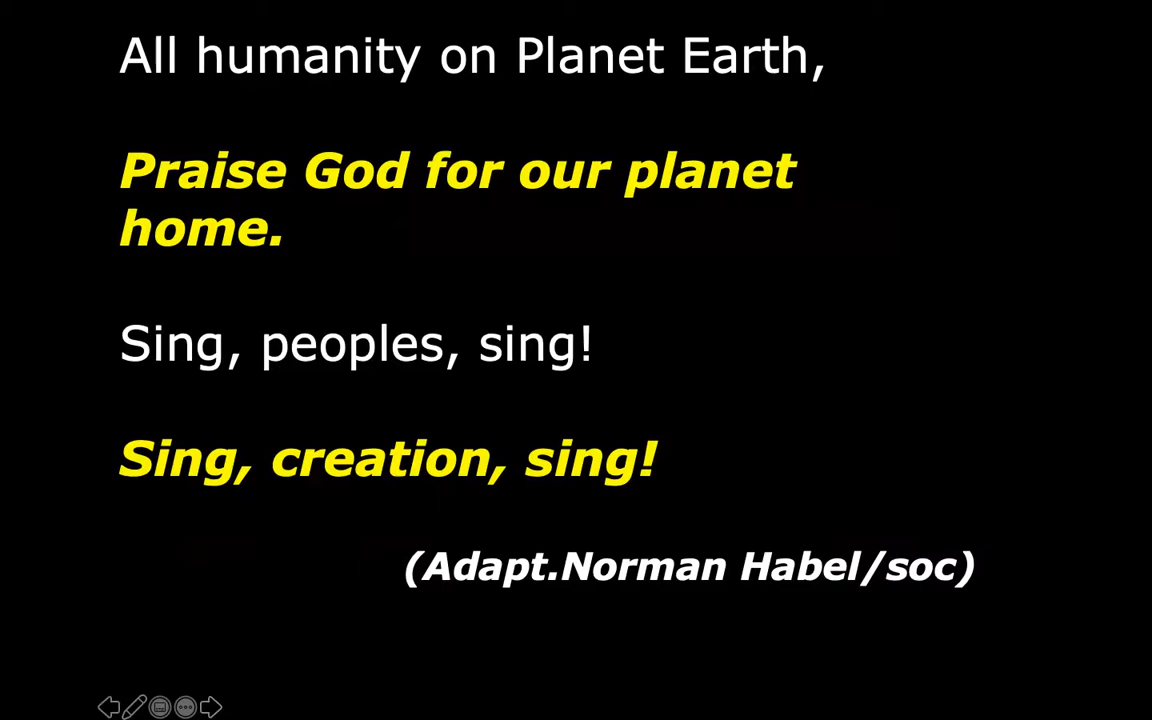 All humanity on Planet Earth,
Praise God for our planet
home.
Sing, peoples, sing!
Sing, creation, sing!
(Adapt.Norman Habel/soc)